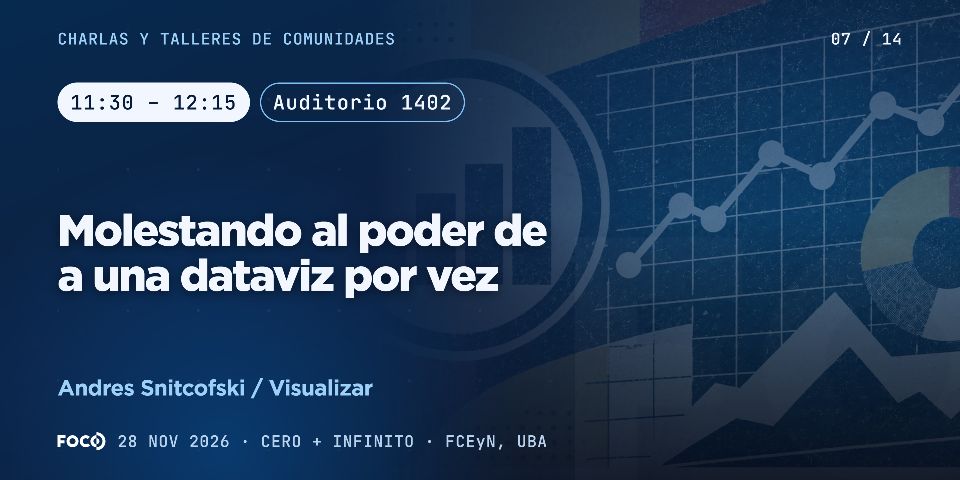 CHARLAS Y TALLERES DE COMUNIDADES
07 / 14
11:30 – 12:15
Auditorio 1402
Molestando al poder de
a una dataviz por vez
Andres Snitcofski / Visualizar
FOCO 28 NOV 2026 · CERO + INFINITO · FCEyN, UBA